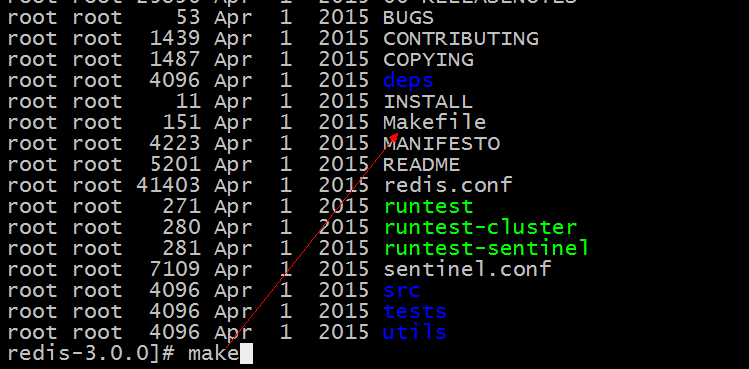 root root 53 Apr 1 2015 BUGS
root root 1439 Apr 1 2015 CONTRIBUTING
root root 1487 Apr 1 2015 COPYING
root root 4096 Apr 1 2015 deps
root root 11 Apr 1 2015 INSTALL
root root 151 Apr 1 2015 Makefile
root root 4223 Apr 1 2015 MANIFESTO
root root 5201 Apr 1 2015 README
root root 41403 Apr 1 2015 redis.conf
root root 271 Apr 1 2015 runtest
root root 280 Apr 1 2015 runtest-cluster
root root 281 Apr 1 2015 runtest-sentinel
root root 7109 Apr 1 2015 sentinel.conf
root root 4096 Apr 1 2015 src
root root 4096 Apr 1 2015 tests
root root 4096 Apr 1 2015 utils
redis-3.0.0]# make